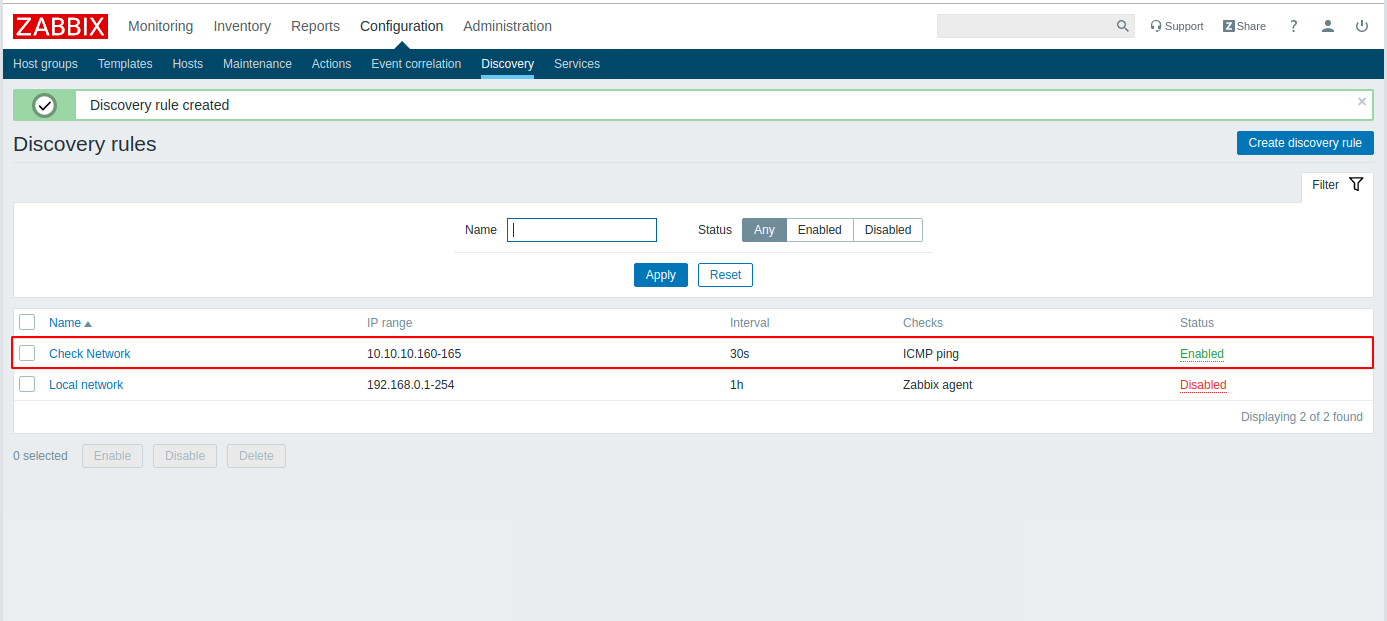 ZABBIX Monitoring Inventory Reports Configuration Administration Support Z Share ?
Host groups Templates Hosts Maintenance Actions Event correlation Discovery Services
Discovery rule created ×
Discovery rules Create discovery rule
Filter
Name Status Any Enabled Disabled
Apply Reset
Name ▲ IP range Interval Checks Status
Check Network 10.10.10.160-165 30s ICMP ping Enabled
Local network 192.168.0.1-254 1h Zabbix agent Disabled
Displaying 2 of 2 found
0 selected Enable Disable Delete